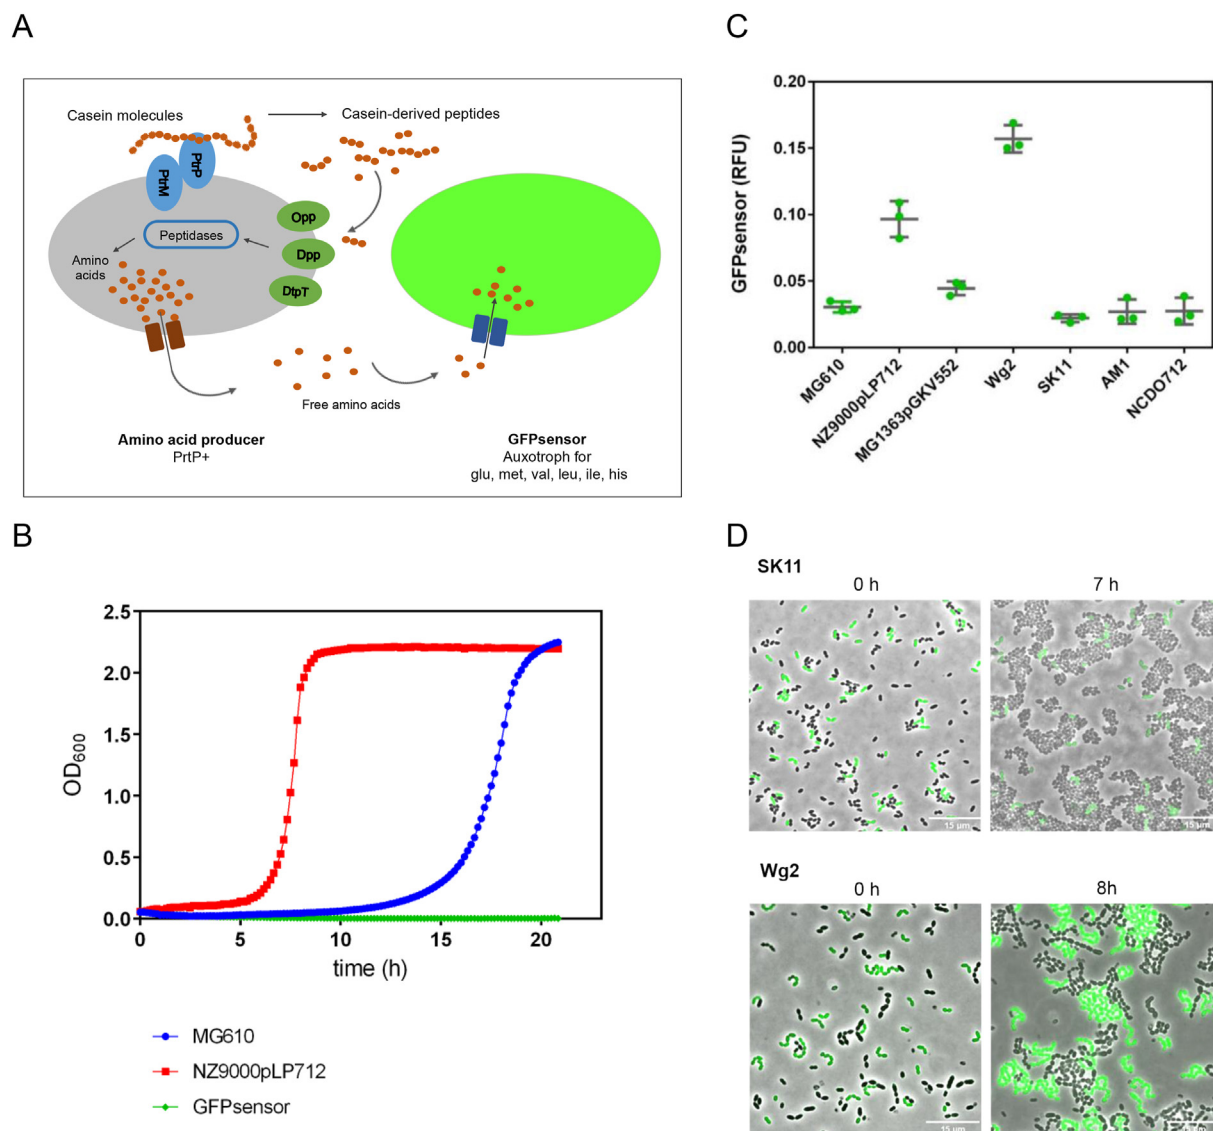 A
Casein molecules
Casein-derived peptides
PtrP
PtrM
Opp
Peptidases
Dpp
Amino
acids
DtpT
Free amino acids
Amino acid producer
PrtP+
GFPsensor
Auxotroph for
glu, met, val, leu, ile, his
B
2.5
2.0
1.5
1.0
0.5
0.0
OD600
0
5
10
15
20
time (h)
MG610
NZ9000pLP712
GFPsensor
C
0.20
0.15
0.10
0.05
0.00
GFPsensor (RFU)
MG610
NZ9000pLP712
MG1363pGKV552
Wg2
SK11
AM1
NCDO712
D
SK11
0 h
7 h
15 µm
15 µm
Wg2
0 h
8h
15 µm
15 µm